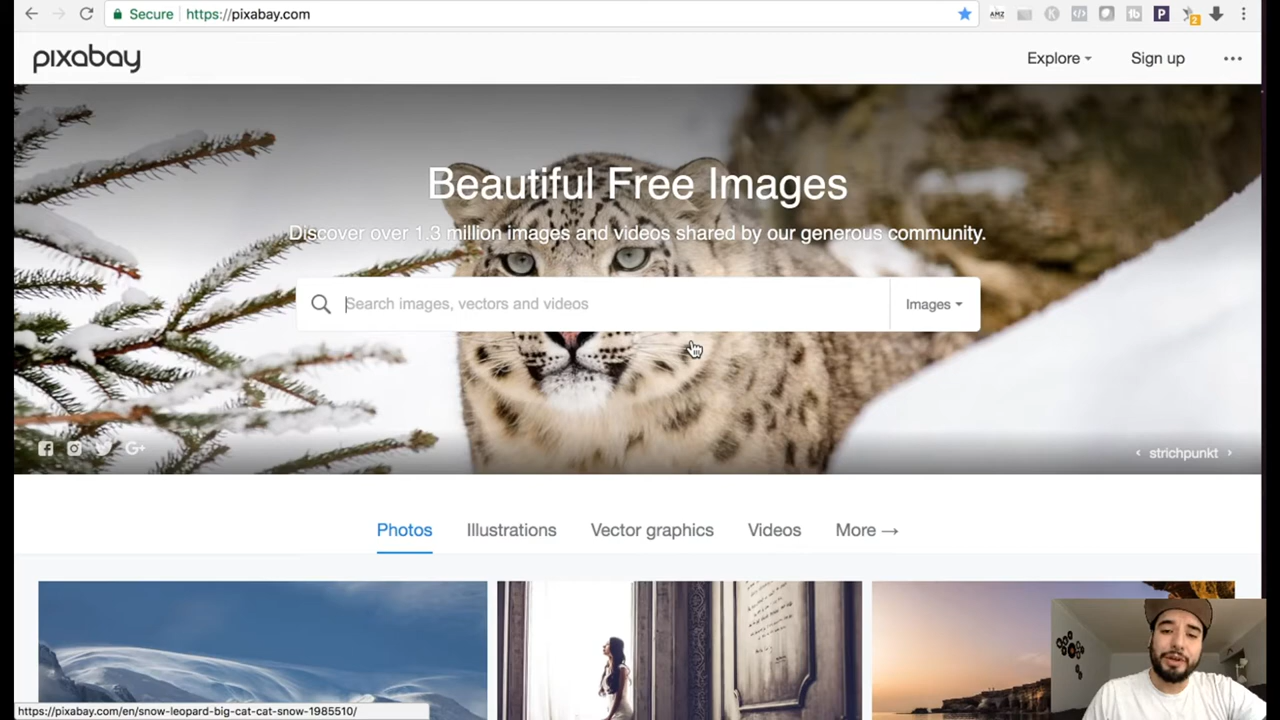 Secure https://pixabay.com
AMZ
2
pixabay
Explore
Sign up
Beautiful Free Images
Discover over 1.3 million images and videos shared by our generous community.
Search images, vectors and videos
Images
strichpunkt
Photos
Illustrations
Vector graphics
Videos
More →
https://pixabay.com/en/snow-leopard-big-cat-cat-snow-1985510/